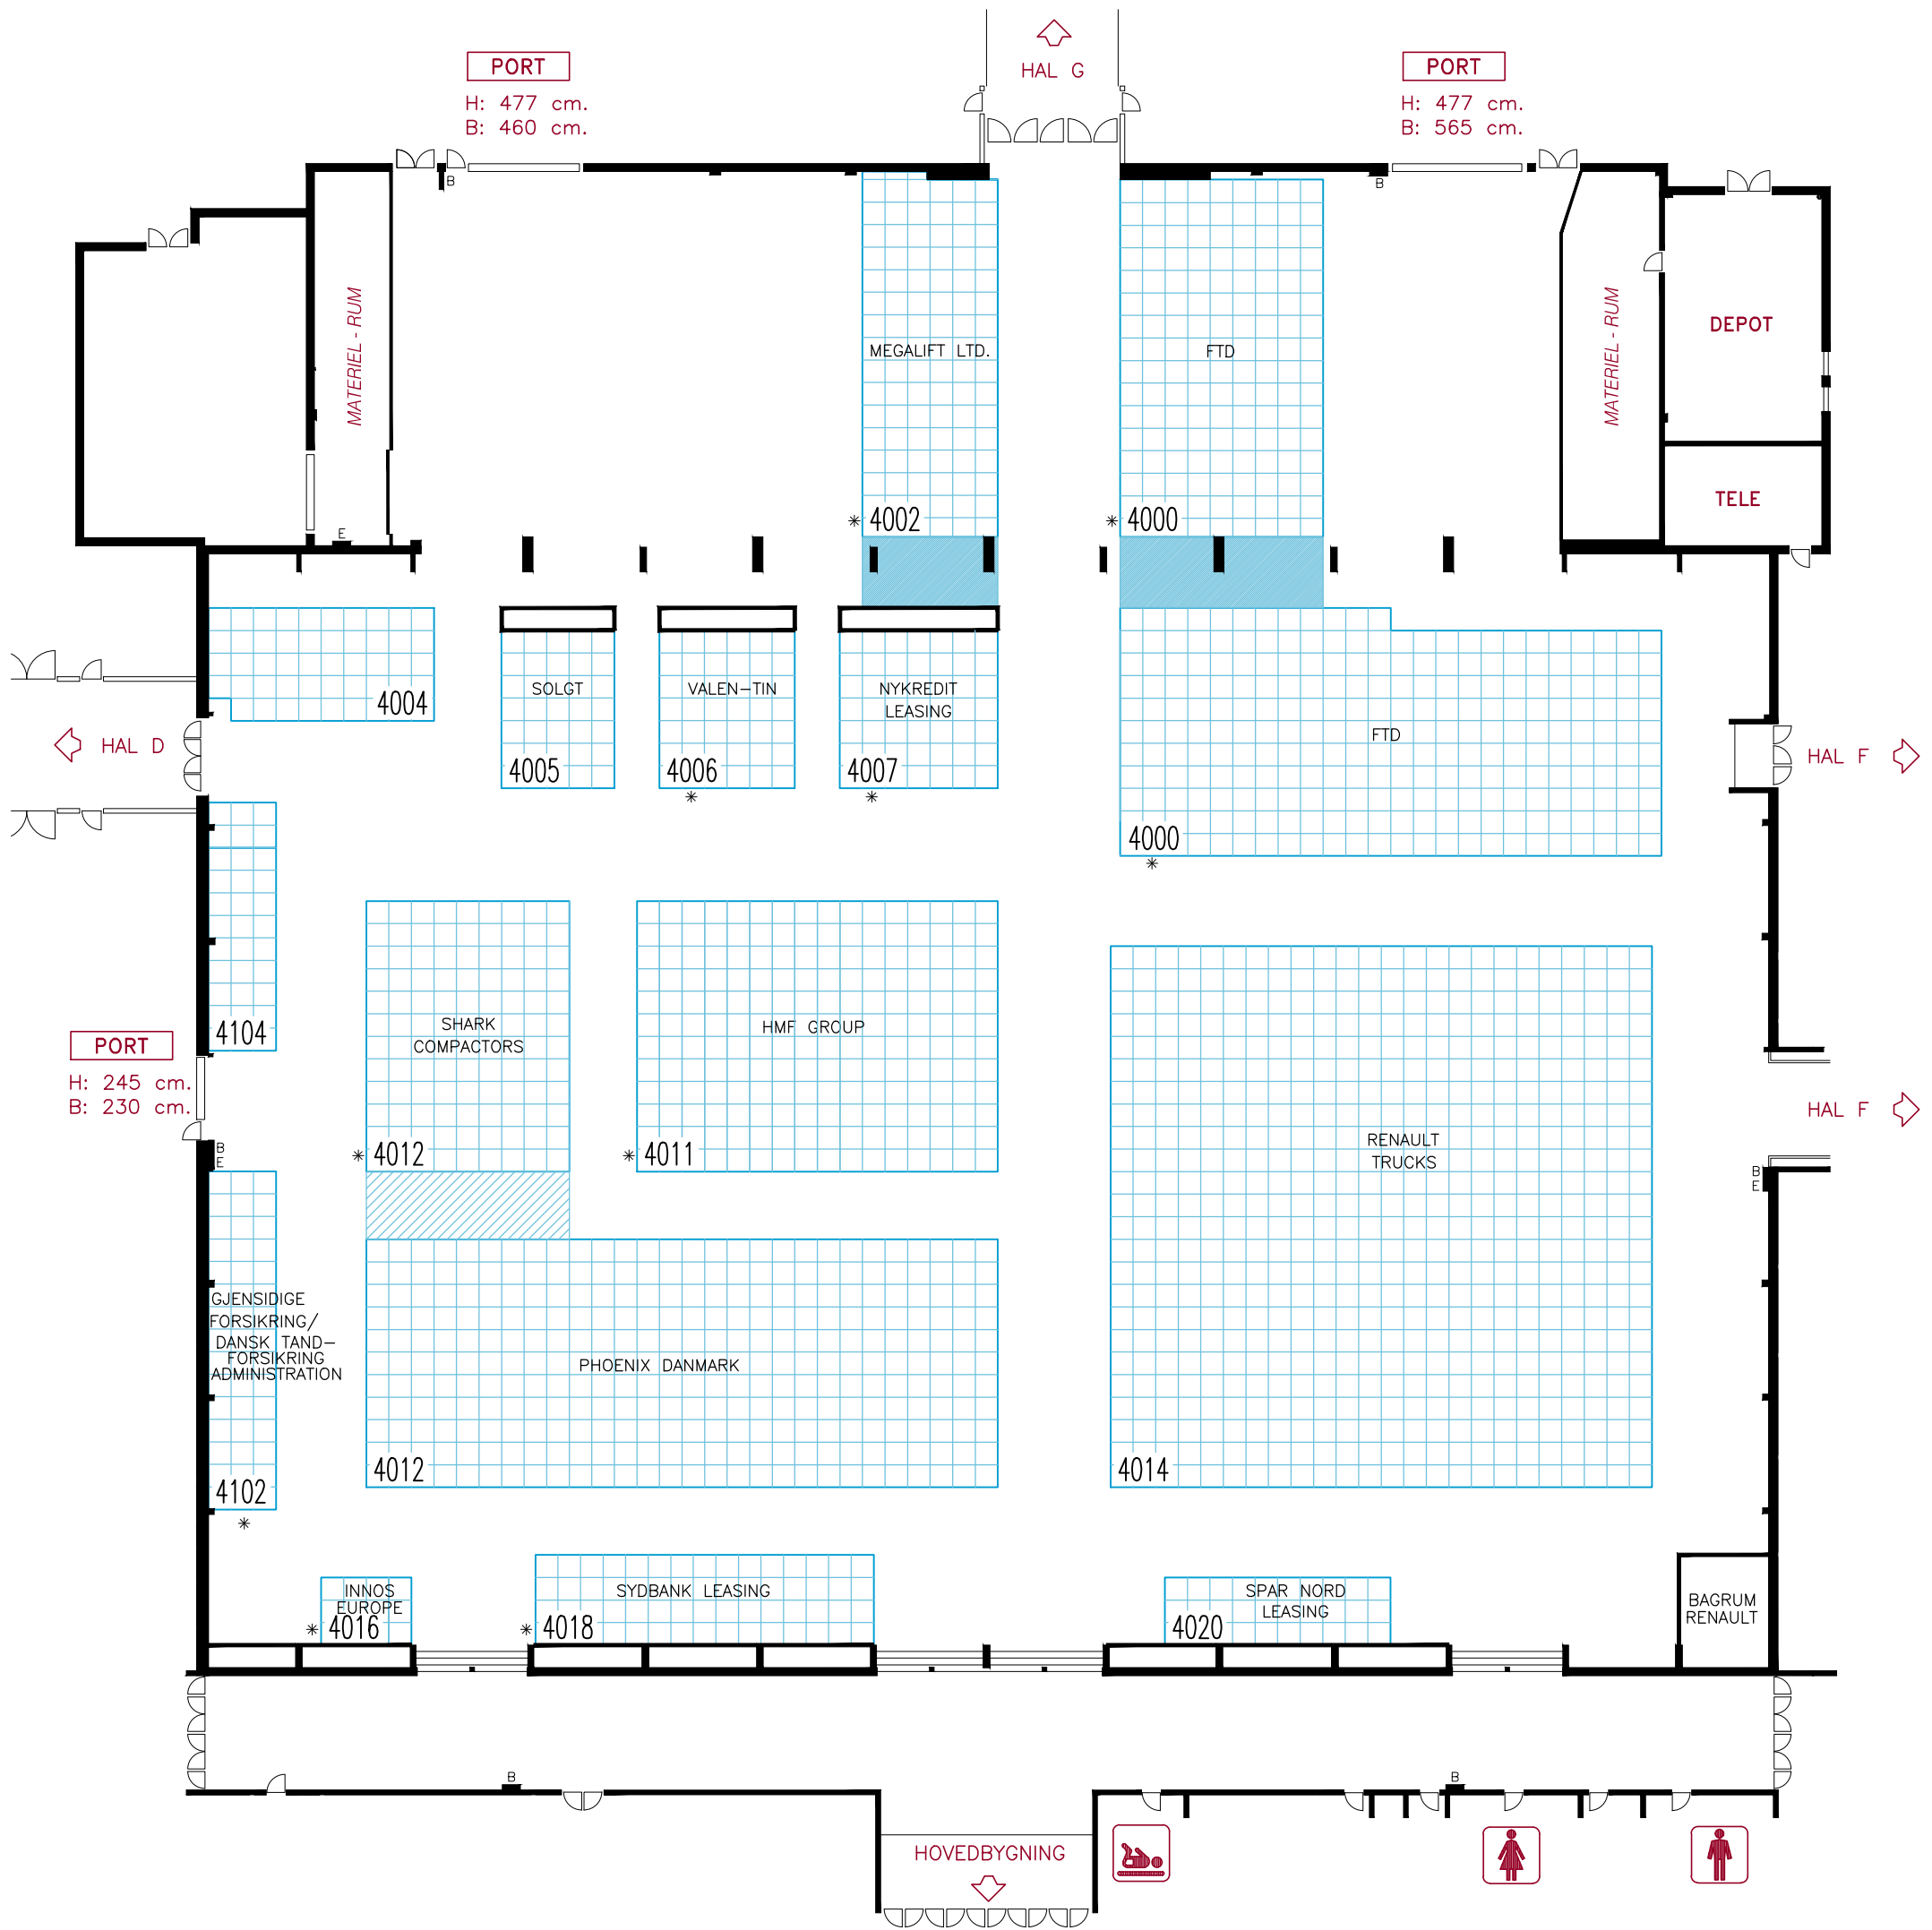 HAL G
PORT
H: 477 cm.
B: 460 cm.
PORT
H: 477 cm.
B: 565 cm.
B
B
MATERIEL - RUM
MEGALIFT LTD.
FTD
MATERIEL - RUM
DEPOT
TELE
* 4002
* 4000
E
4004
SOLGT
4005
VALEN-TIN
4006
*
NYKREDIT
LEASING
4007
*
FTD
4000
*
HAL D
HAL F
4104
SHARK
COMPACTORS
* 4012
HMF GROUP
* 4011
PORT
H: 245 cm.
B: 230 cm.
B
E
RENAULT
TRUCKS
4014
HAL F
B
E
GJENSIDIGE
FORSIKRING/
DANSK TAND-
FORSIKRING
ADMINISTRATION
4102
*
PHOENIX DANMARK
4012
INNOS
EUROPE
* 4016
SYDBANK LEASING
* 4018
SPAR NORD
LEASING
4020
BAGRUM
RENAULT
B
B
HOVEDBYGNING